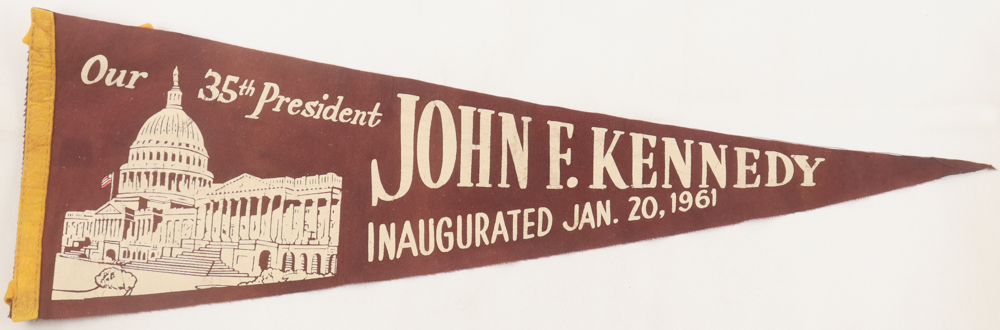 Our 35th President
JOHN F. KENNEDY
INAUGURATED JAN. 20, 1961